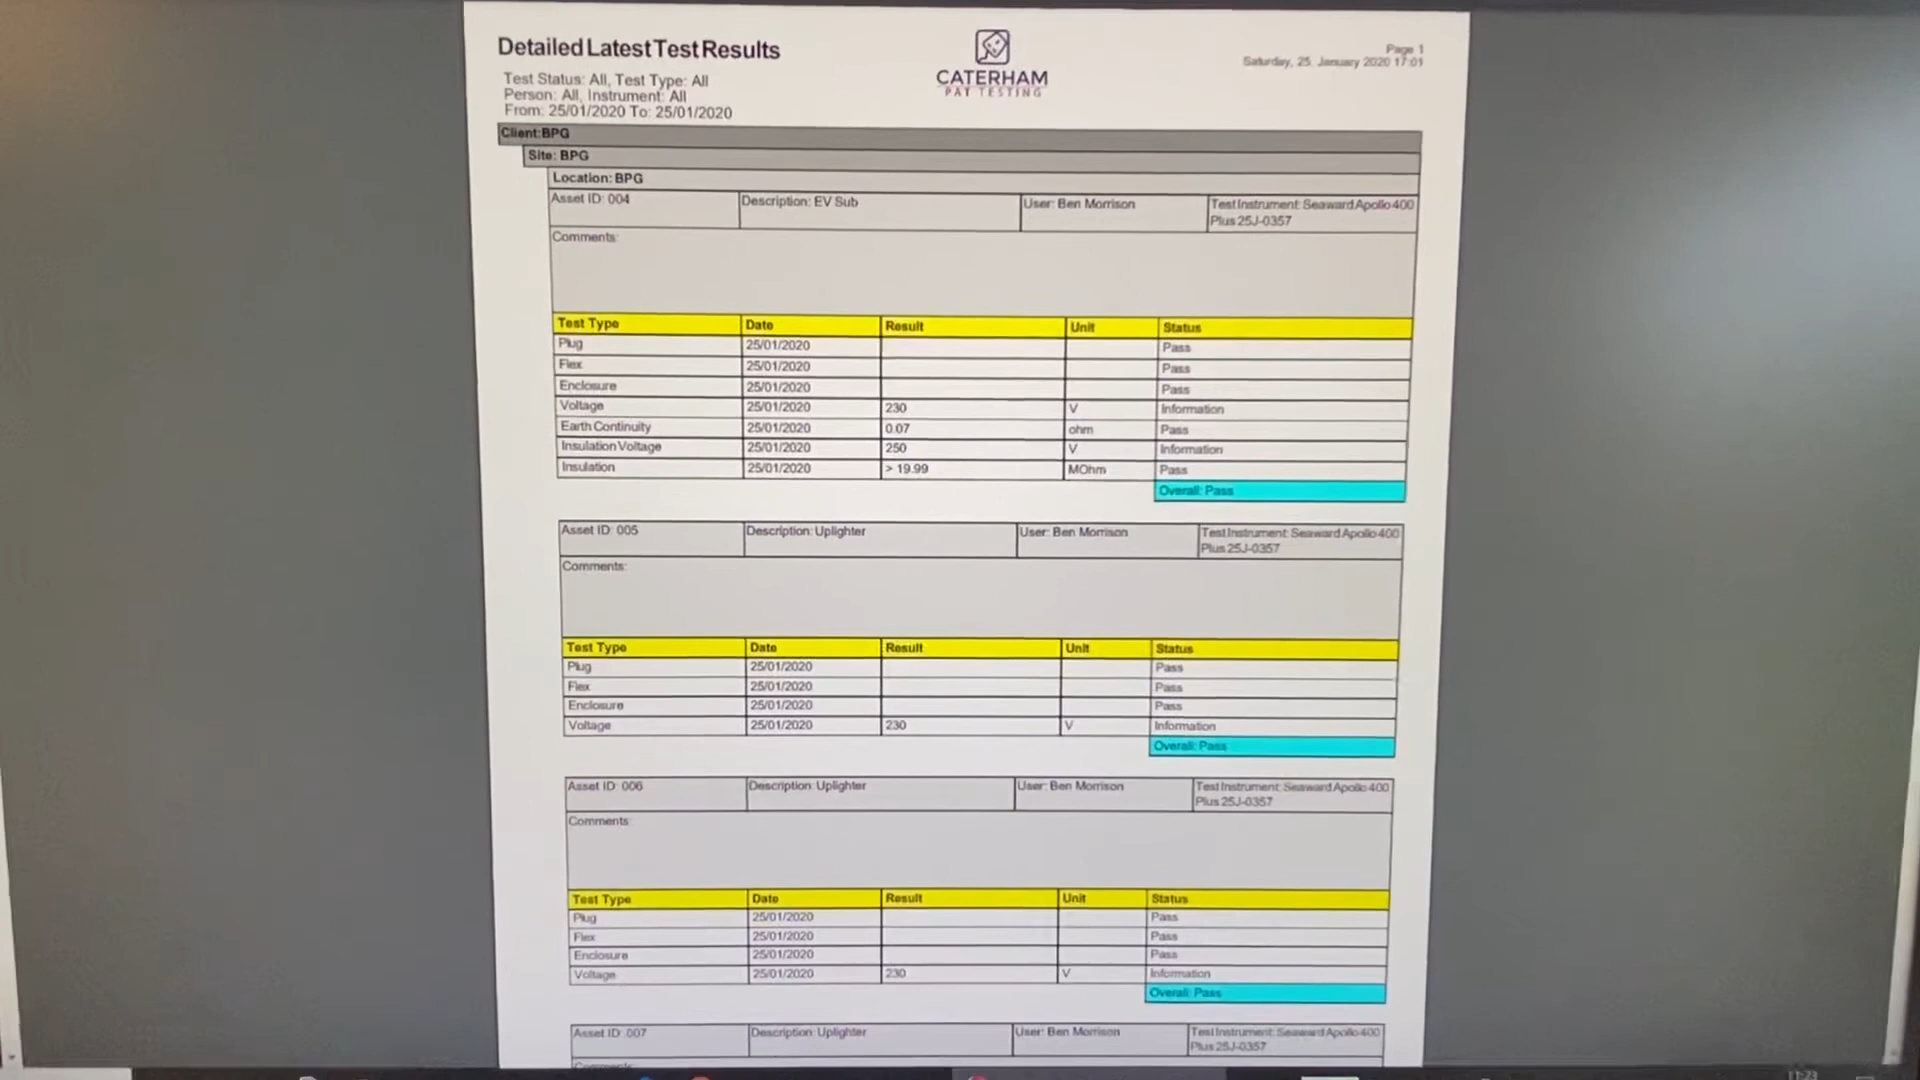 Detailed Latest Test Results
CATERHAM
PAT TESTING
Page 1
Saturday, 25. January 2020 17:01
Test Status: All, Test Type: All
Person: All, Instrument: All
From: 25/01/2020 To: 25/01/2020
Client:BPG
Site: BPG
Location: BPG
Asset ID: 004 Description: EV Sub User: Ben Morrison Test Instrument: Seaward Apollo 400
Plus 25J-0357
Comments:
Test Type Date Result Unit Status
Plug 25/01/2020 Pass
Flex 25/01/2020 Pass
Enclosure 25/01/2020 Pass
Voltage 25/01/2020 230 V Information
Earth Continuity 25/01/2020 0.07 ohm Pass
Insulation Voltage 25/01/2020 250 V Information
Insulation 25/01/2020 > 19.99 MOhm Pass
Overall: Pass
Asset ID: 005 Description: Uplighter User: Ben Morrison Test Instrument: Seaward Apollo 400
Plus 25J-0357
Comments:
Test Type Date Result Unit Status
Plug 25/01/2020 Pass
Flex 25/01/2020 Pass
Enclosure 25/01/2020 Pass
Voltage 25/01/2020 230 V Information
Overall: Pass
Asset ID: 006 Description: Uplighter User: Ben Morrison Test Instrument: Seaward Apollo 400
Plus 25J-0357
Comments:
Test Type Date Result Unit Status
Plug 25/01/2020 Pass
Flex 25/01/2020 Pass
Enclosure 25/01/2020 Pass
Voltage 25/01/2020 230 V Information
Overall: Pass
Asset ID: 007 Description: Uplighter User: Ben Morrison Test Instrument: Seaward Apollo 400
Plus 25J-0357
Comments:
11:23